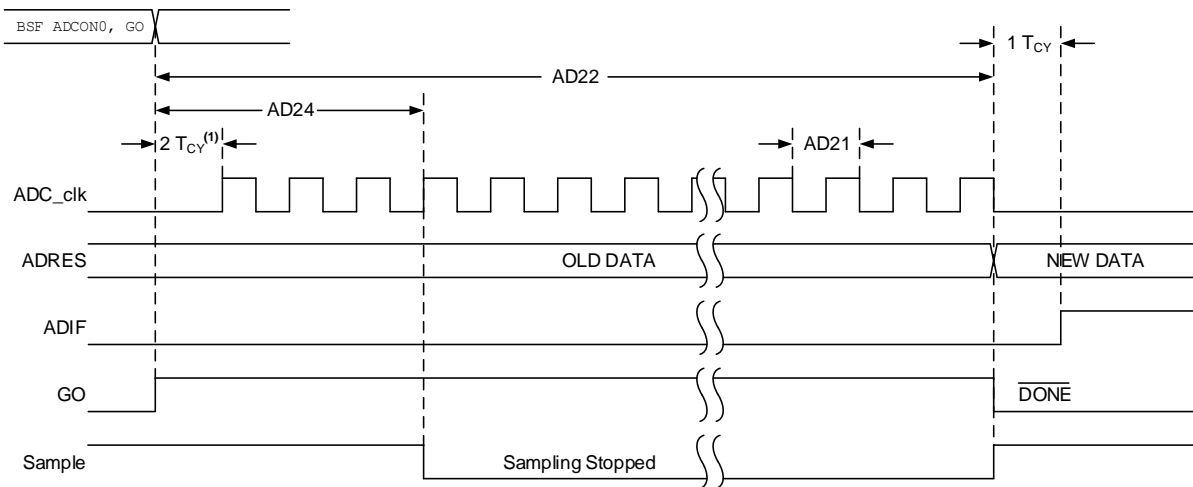 BSF ADCON0, GO
1 TCY
AD22
AD24
2 TCY(1)
AD21
ADC_clk
ADRES
OLD DATA
NEW DATA
ADIF
GO
DONE
Sample
Sampling Stopped